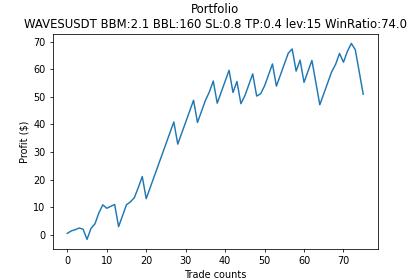 Portfolio
WAVESUSDT BBM:2.1 BBL:160 SL:0.8 TP:0.4 lev:15 WinRatio:74.0
Profit ($)
70
60
50
40
30
20
10
0
0 10 20 30 40 50 60 70
Trade counts